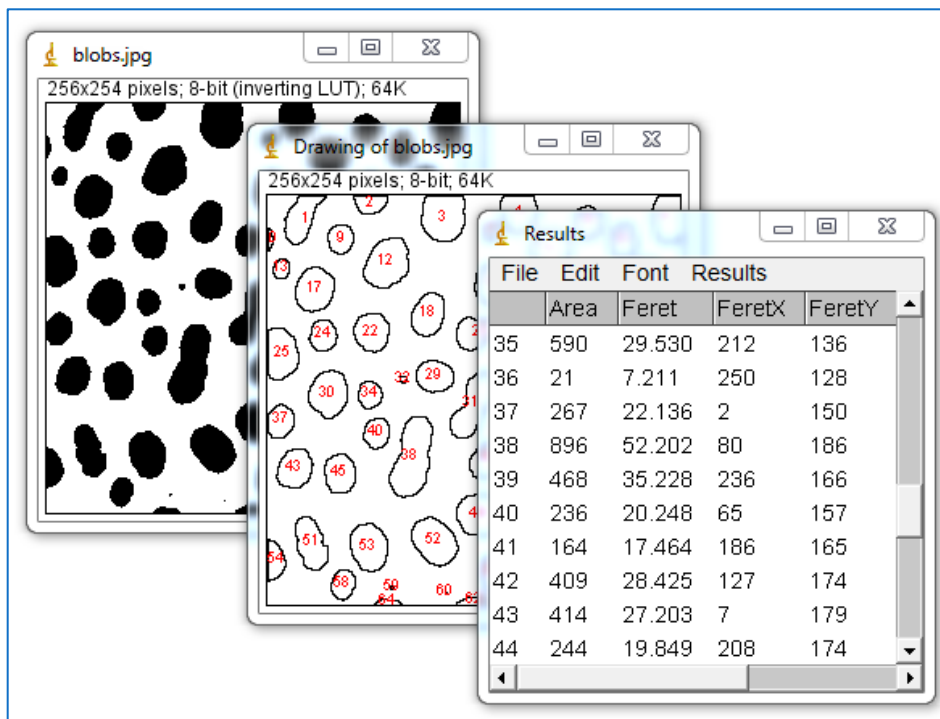 blobs.jpg
256x254 pixels; 8-bit (inverting LUT); 64K
Drawing of blobs.jpg
256x254 pixels; 8-bit; 64K
1
2
3
9
12
13
17
18
24
22
25
32
29
30
34
31
37
40
38
43
45
51
53
52
54
58
59
60
64
Results
File Edit Font Results
Area Feret FeretX FeretY
35 590 29.530 212 136
36 21 7.211 250 128
37 267 22.136 2 150
38 896 52.202 80 186
39 468 35.228 236 166
40 236 20.248 65 157
41 164 17.464 186 165
42 409 28.425 127 174
43 414 27.203 7 179
44 244 19.849 208 174